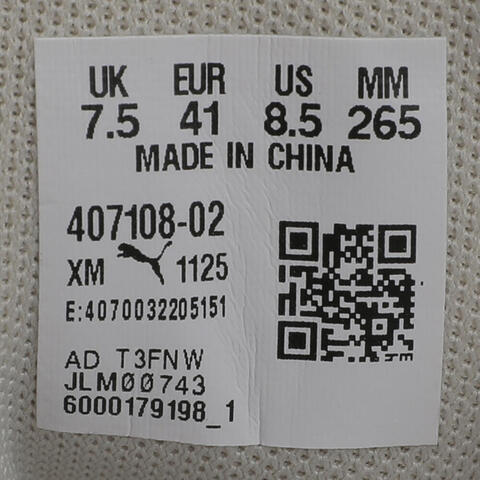 UK EUR US MM
7.5 41 8.5 265
MADE IN CHINA
407108-02
XM 1125
E:4070032205151
AD T3FNW
JLM00743
6000179198_1